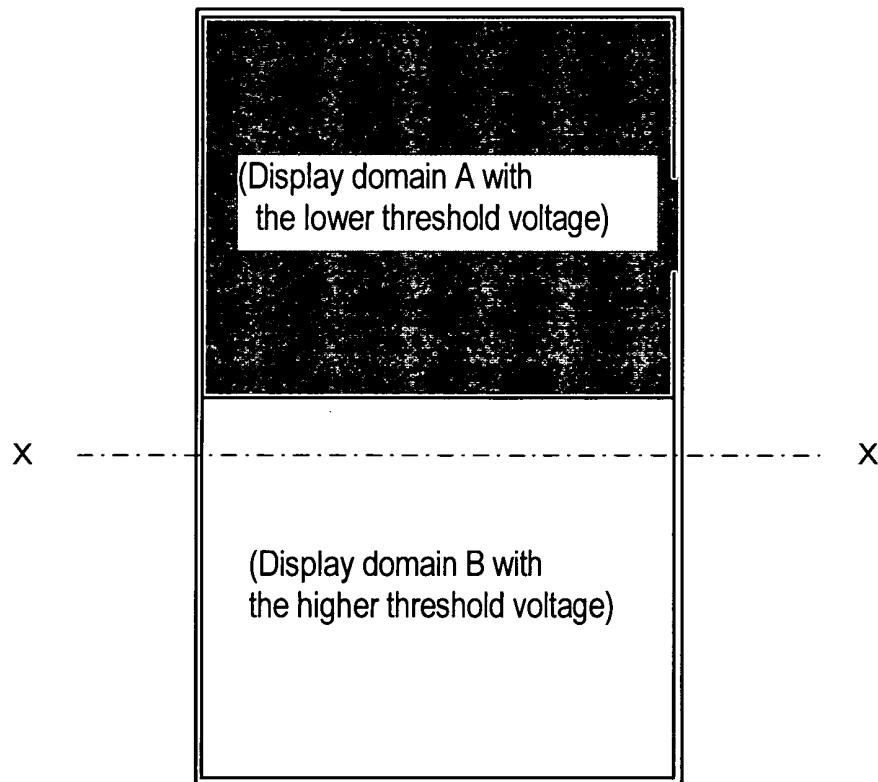 (Display domain A with
the lower threshold voltage)
X
X
(Display domain B with
the higher threshold voltage)